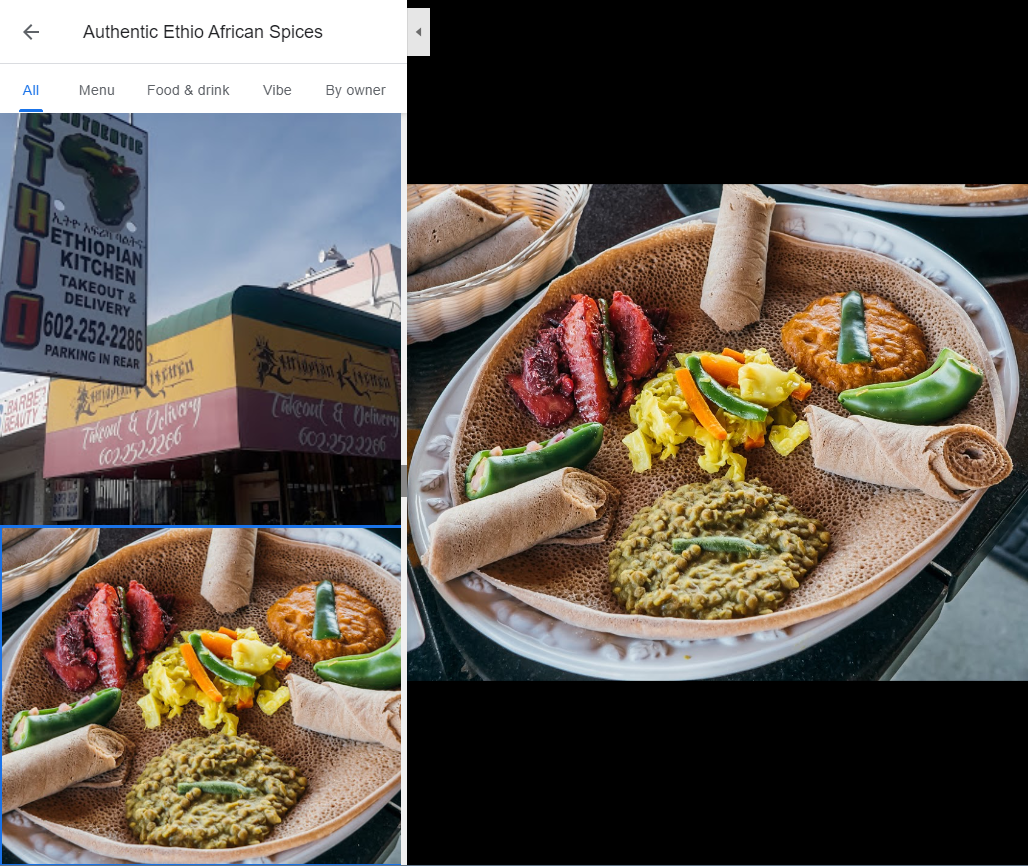 Authentic Ethio African Spices
All
Menu
Food & drink
Vibe
By owner
AUTHENTIC
ETHIO
ETHIOPIAN
KITCHEN
TAKEOUT &
DELIVERY
602-252-2286
PARKING IN REAR
Ethiopian Kitchen
Takeout & Delivery
602-252-2286
Ethiopian Kitchen
Takeout & Delivery
602-252-2286
BARBE
BEAUTY